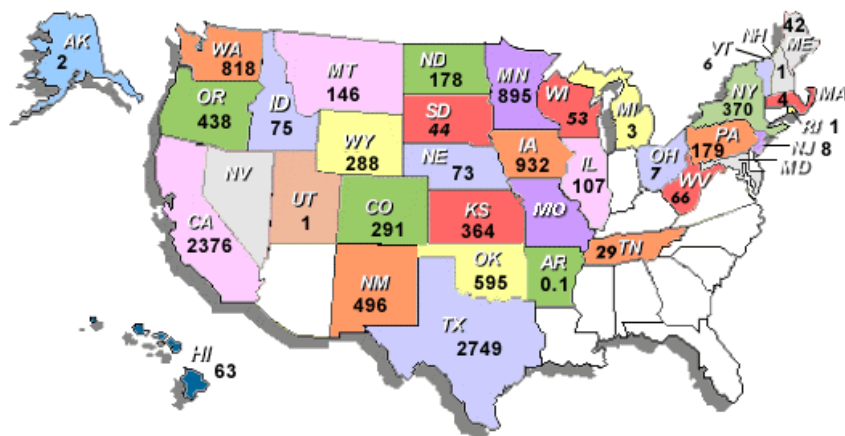 AK
2
WA
818
OR
438
CA
2376
NV
ID
75
MT
146
WY
288
UT
1
CO
291
NM
496
ND
178
SD
44
NE
73
KS
364
OK
595
TX
2749
MN
895
IA
932
MO
AR
0.1
WI
53
IL
107
MI
3
OH
7
TN
29
WV
66
PA
179
NY
370
VT
6
NH
1
ME
42
MA
4
RI 1
NJ 8
MD
HI
63